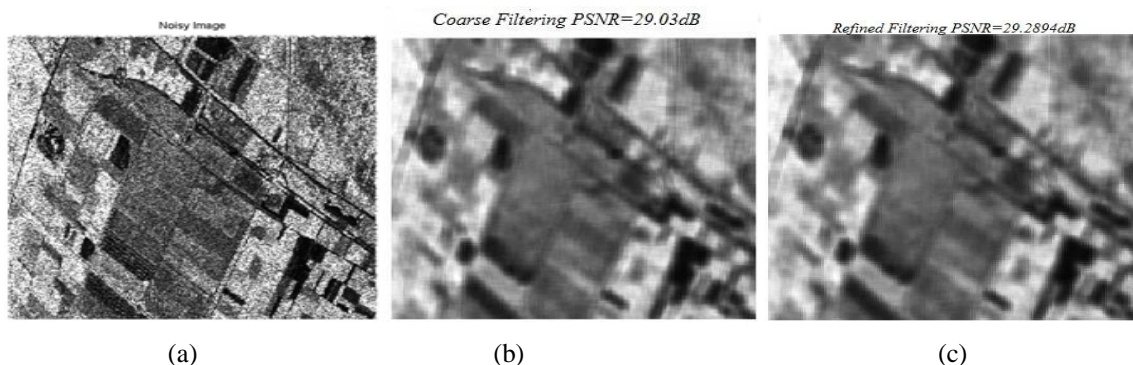 Noisy Image
Coarse Filtering PSNR=29.03dB
Refined Filtering PSNR=29.2894dB
(a)
(b)
(c)